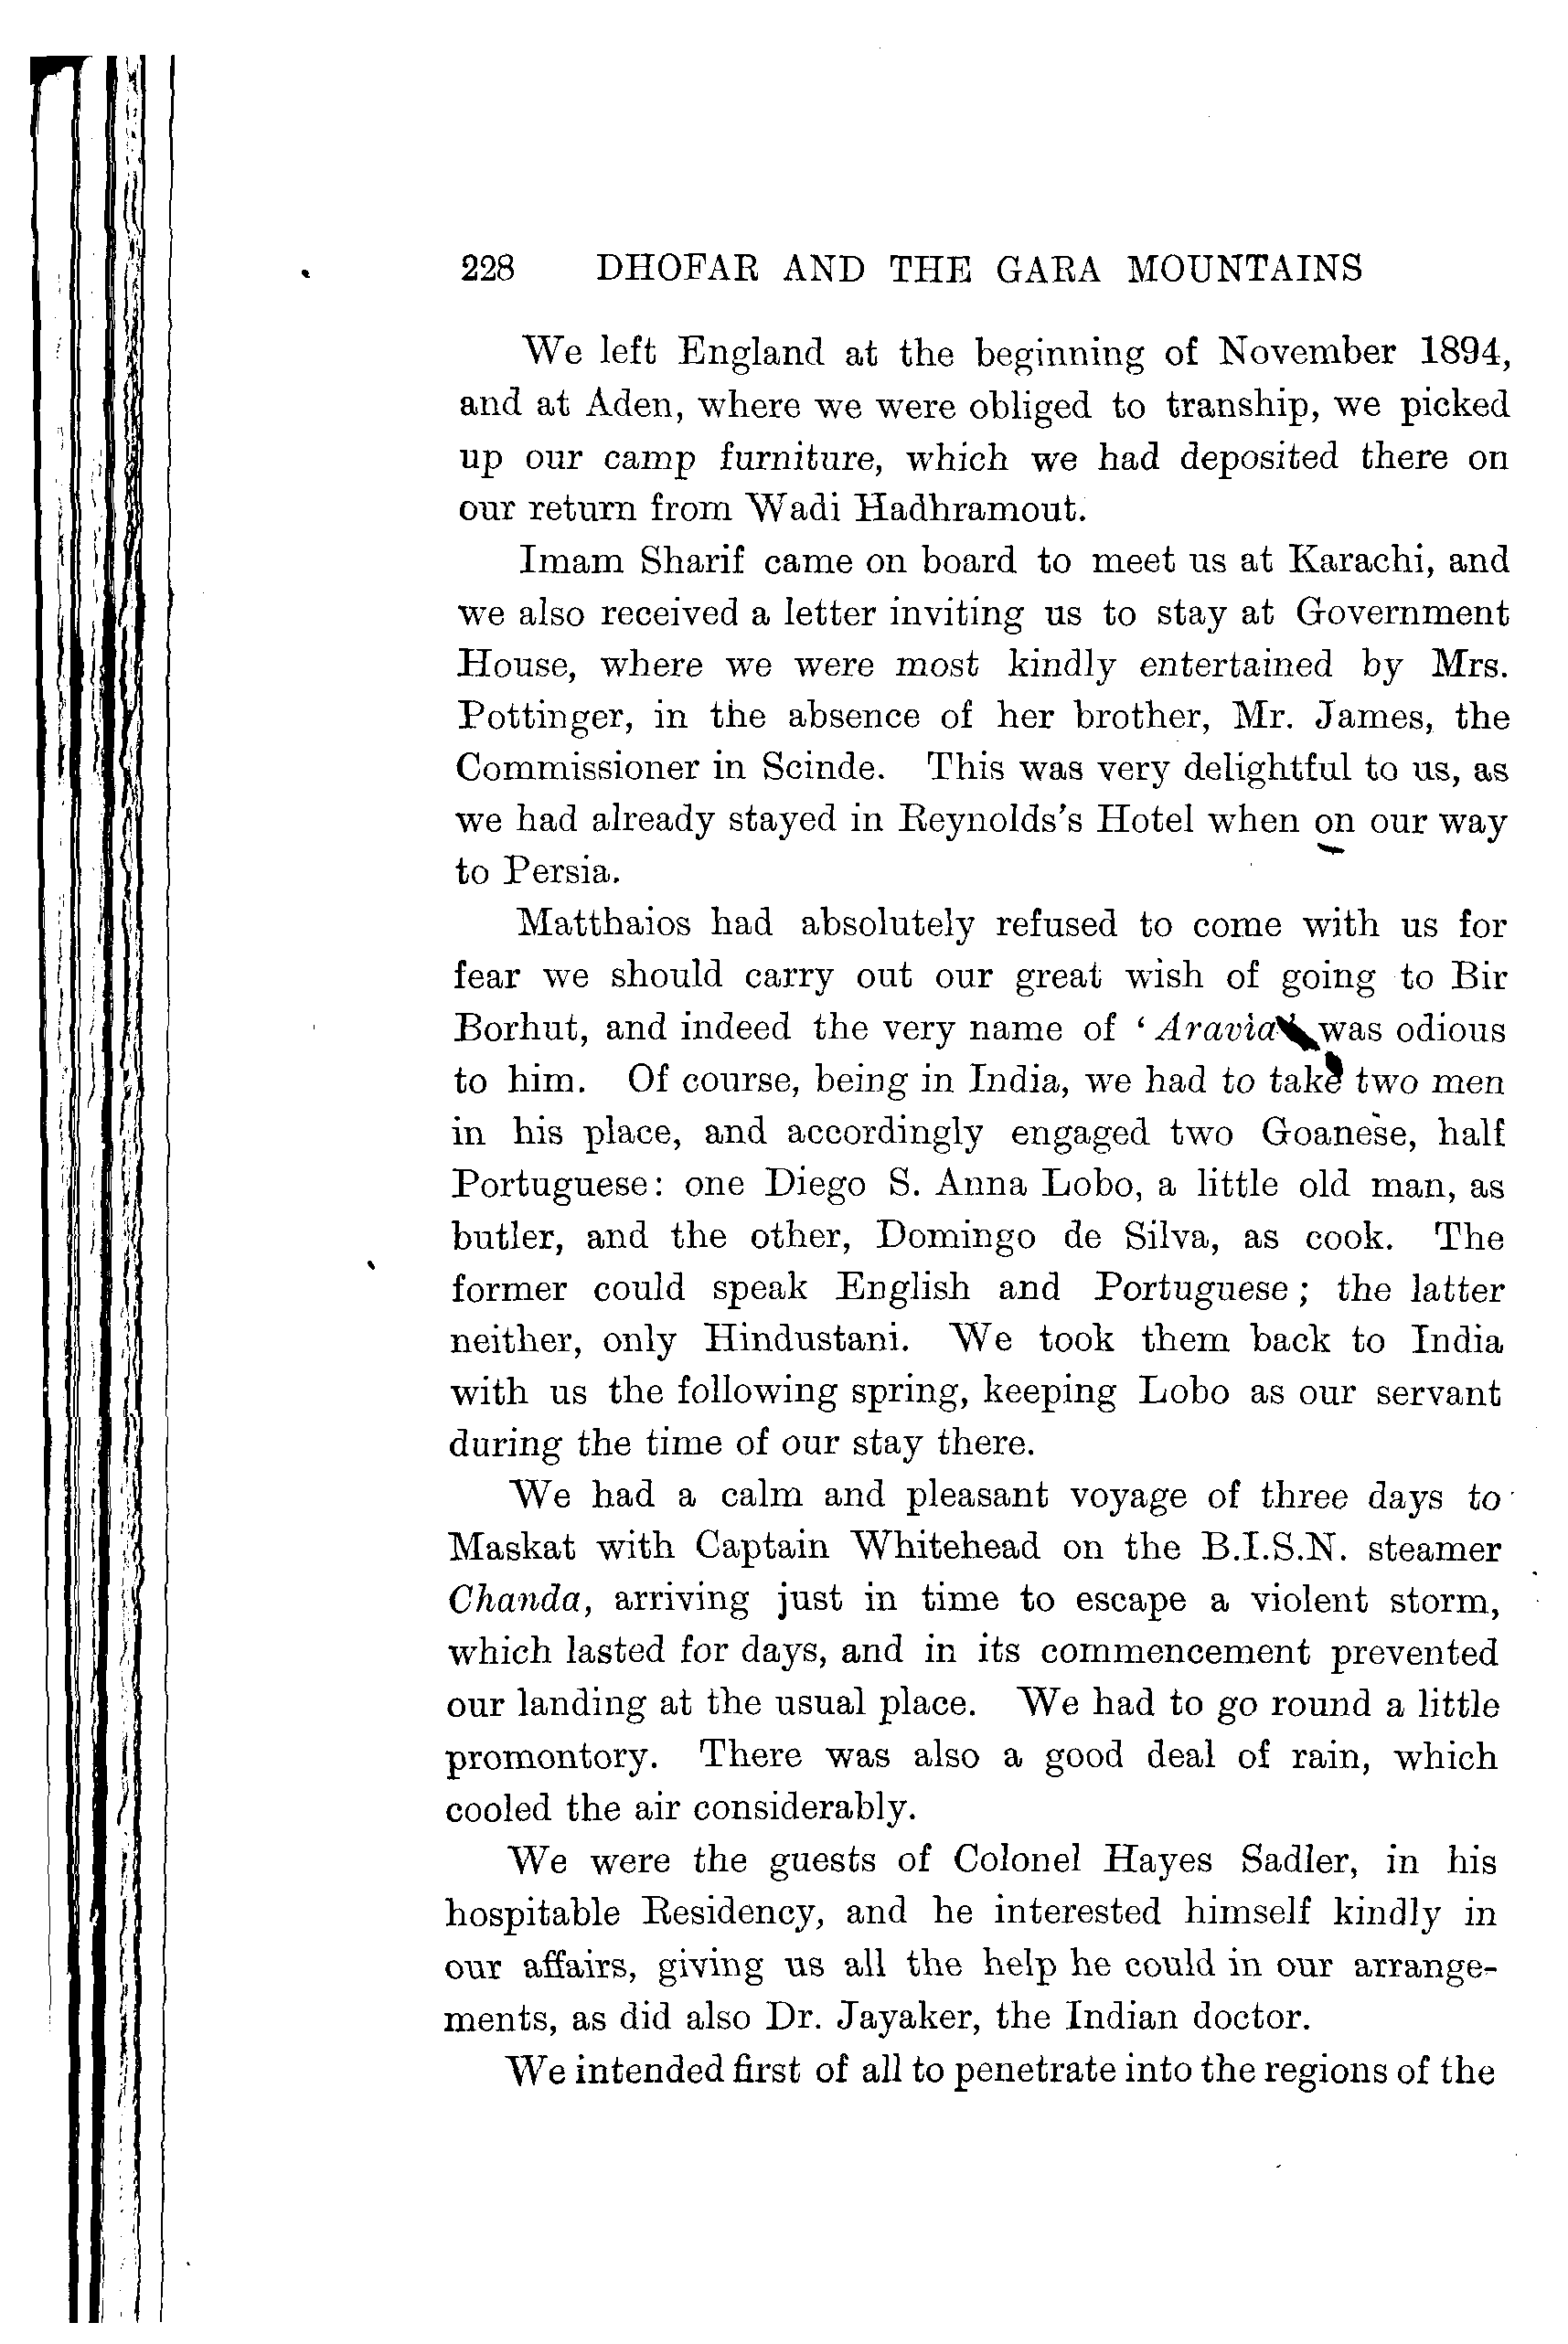 228 DHOFAR AND THE GARA MOUNTAINS
We left England at the beginning of November 1894,
and at Aden, where we were obliged to tranship, we picked
up our camp furniture, which we had deposited there on
our return from Wadi Hadhramout.
Imam Sharif came on board to meet us at Karachi, and
we also received a letter inviting us to stay at Government
House, where we were most kindly entertained by Mrs.
Pottinger, in the absence of her brother, Mr. James, the
Commissioner in Scinde. This was very delightful to us, as
we had already stayed in Reynolds's Hotel when on our way
to Persia.
Matthaios had absolutely refused to come with us for
fear we should carry out our great wish of going to Bir
Borhut, and indeed the very name of ‘Aravia’ was odious
to him. Of course, being in India, we had to take two men
in his place, and accordingly engaged two Goanese, half
Portuguese: one Diego S. Anna Lobo, a little old man, as
butler, and the other, Domingo de Silva, as cook. The
former could speak English and Portuguese; the latter
neither, only Hindustani. We took them back to India
with us the following spring, keeping Lobo as our servant
during the time of our stay there.
We had a calm and pleasant voyage of three days to
Maskat with Captain Whitehead on the B.I.S.N. steamer
Chanda, arriving just in time to escape a violent storm,
which lasted for days, and in its commencement prevented
our landing at the usual place. We had to go round a little
promontory. There was also a good deal of rain, which
cooled the air considerably.
We were the guests of Colonel Hayes Sadler, in his
hospitable Residency, and he interested himself kindly in
our affairs, giving us all the help he could in our arrange-
ments, as did also Dr. Jayaker, the Indian doctor.
We intended first of all to penetrate into the regions of the